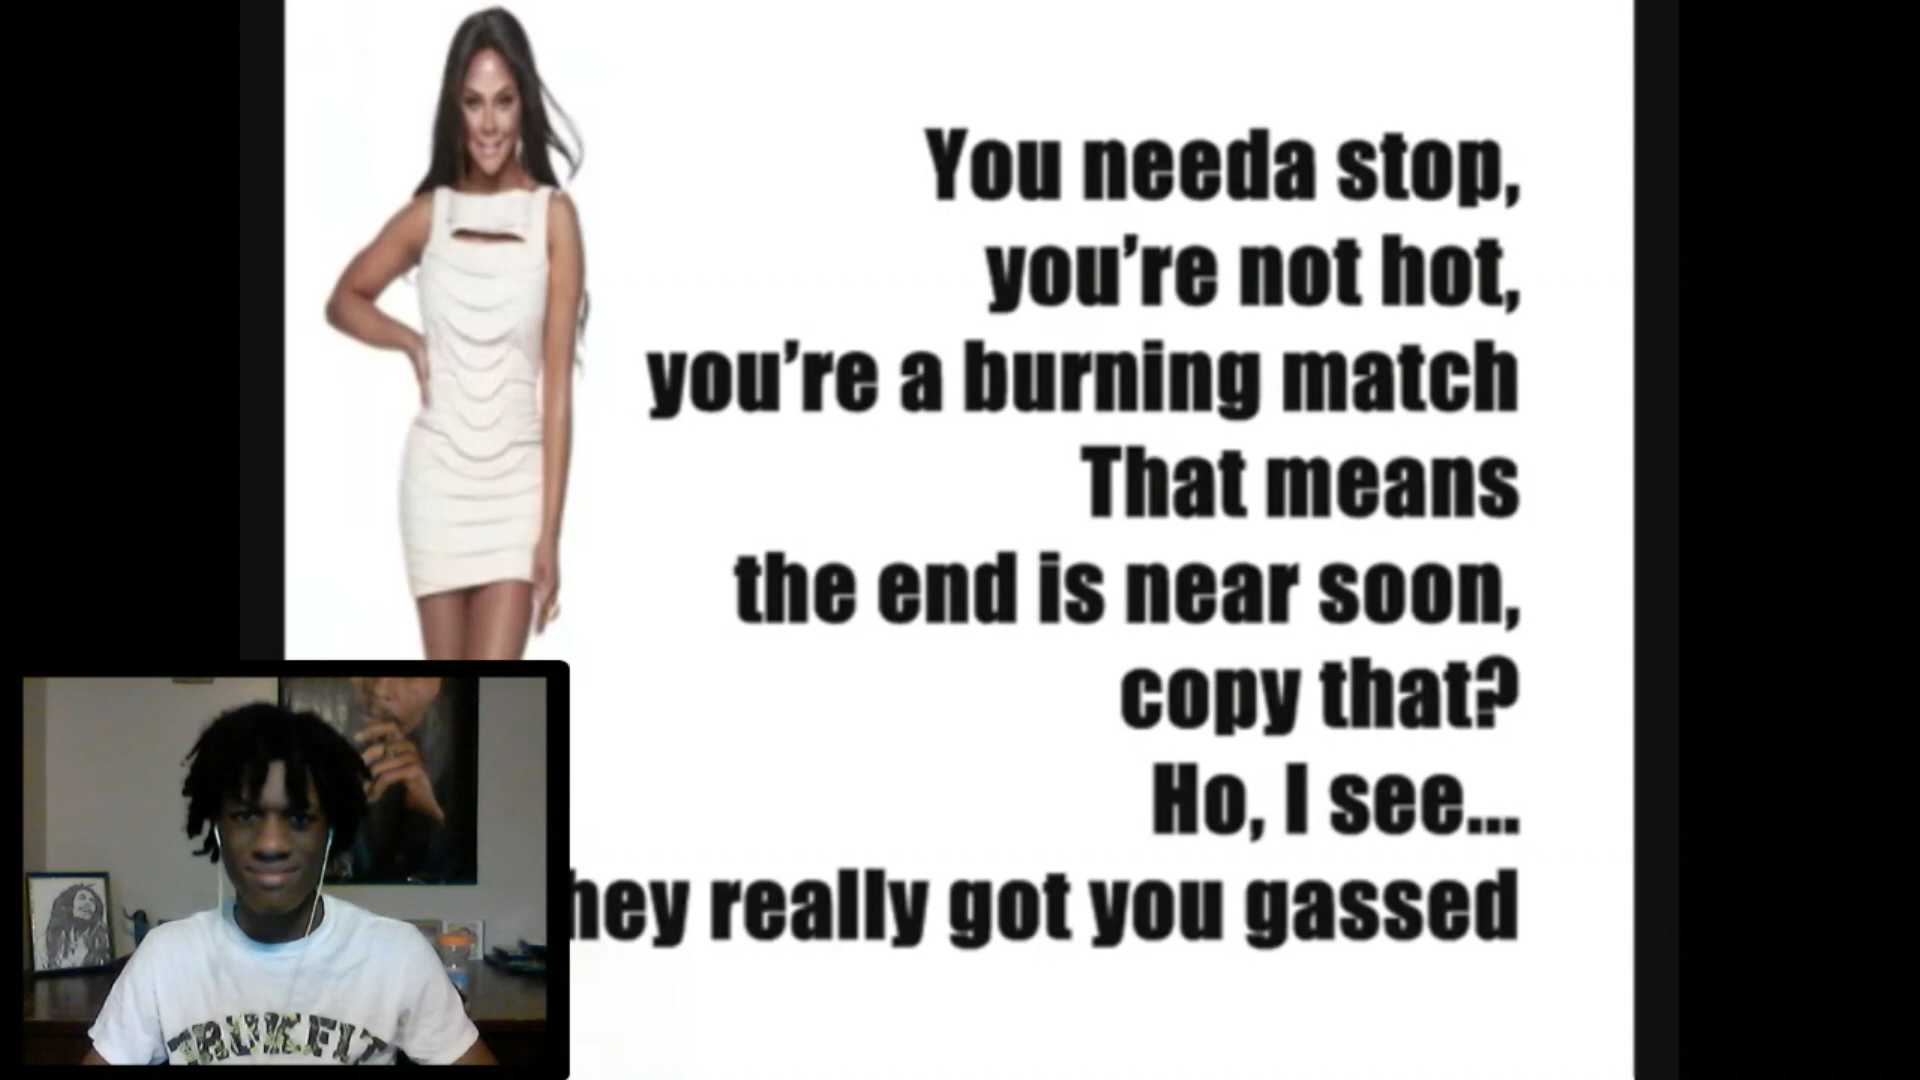 You needa stop,
you're not hot,
you're a burning match
That means
the end is near soon,
copy that?
Ho, I see...
hey really got you gassed
TRUKFIT